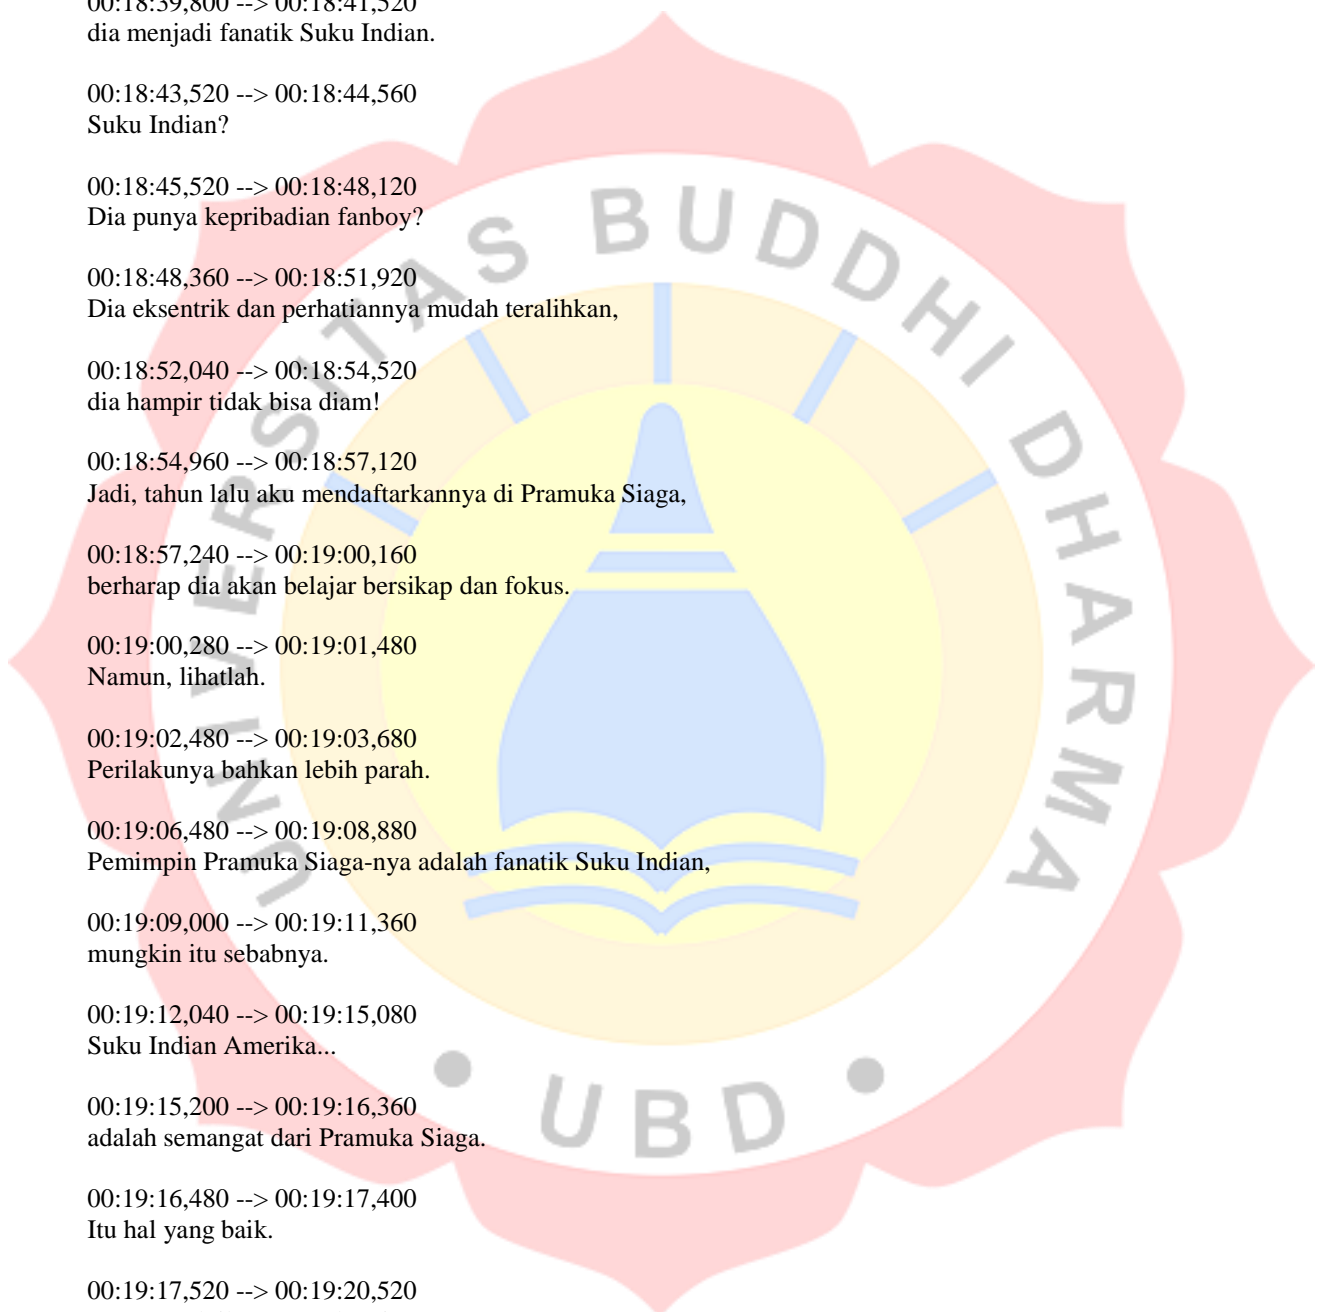 00:18:39,800 --> 00:18:41,520
dia menjadi fanatik Suku Indian.
00:18:43,520 --> 00:18:44,560
Suku Indian?
00:18:45,520 --> 00:18:48,120
Dia punya kepribadian fanboy?
00:18:48,360 --> 00:18:51,920
Dia eksentrik dan perhatiannya mudah teralihkan,
00:18:52,040 --> 00:18:54,520
dia hampir tidak bisa diam!
00:18:54,960 --> 00:18:57,120
Jadi, tahun lalu aku mendaftarkannya di Pramuka Siaga,
00:18:57,240 --> 00:19:00,160
berharap dia akan belajar bersikap dan fokus.
00:19:00,280 --> 00:19:01,480
Namun, lihatlah.
00:19:02,480 --> 00:19:03,680
Perilakunya bahkan lebih parah.
00:19:06,480 --> 00:19:08,880
Pemimpin Pramuka Siaga-nya adalah fanatik Suku Indian,
00:19:09,000 --> 00:19:11,360
mungkin itu sebabnya.
00:19:12,040 --> 00:19:15,080
Suku Indian Amerika...
00:19:15,200 --> 00:19:16,360
adalah semangat dari Pramuka Siaga.
00:19:16,480 --> 00:19:17,400
Itu hal yang baik.
00:19:17,520 --> 00:19:20,520
UNIVERSITAS BUDDHI DHARMA
• UBD •